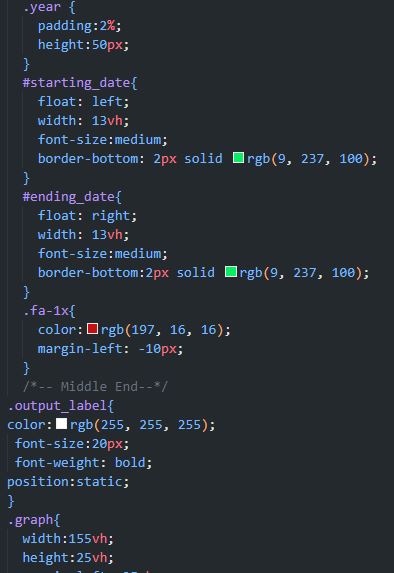 .year {
padding:2%;
height:50px;
}
#starting_date{
float: left;
width: 13vh;
font-size:medium;
border-bottom: 2px solid rgb(9, 237, 100);
}
#ending_date{
float: right;
width: 13vh;
font-size:medium;
border-bottom:2px solid rgb(9, 237, 100);
}
.fa-1x{
color:rgb(197, 16, 16);
margin-left: -10px;
}
/*-- Middle End--*/
.output_label{
color:rgb(255, 255, 255);
font-size:20px;
font-weight: bold;
position:static;
}
.graph{
width:155vh;
height:25vh;